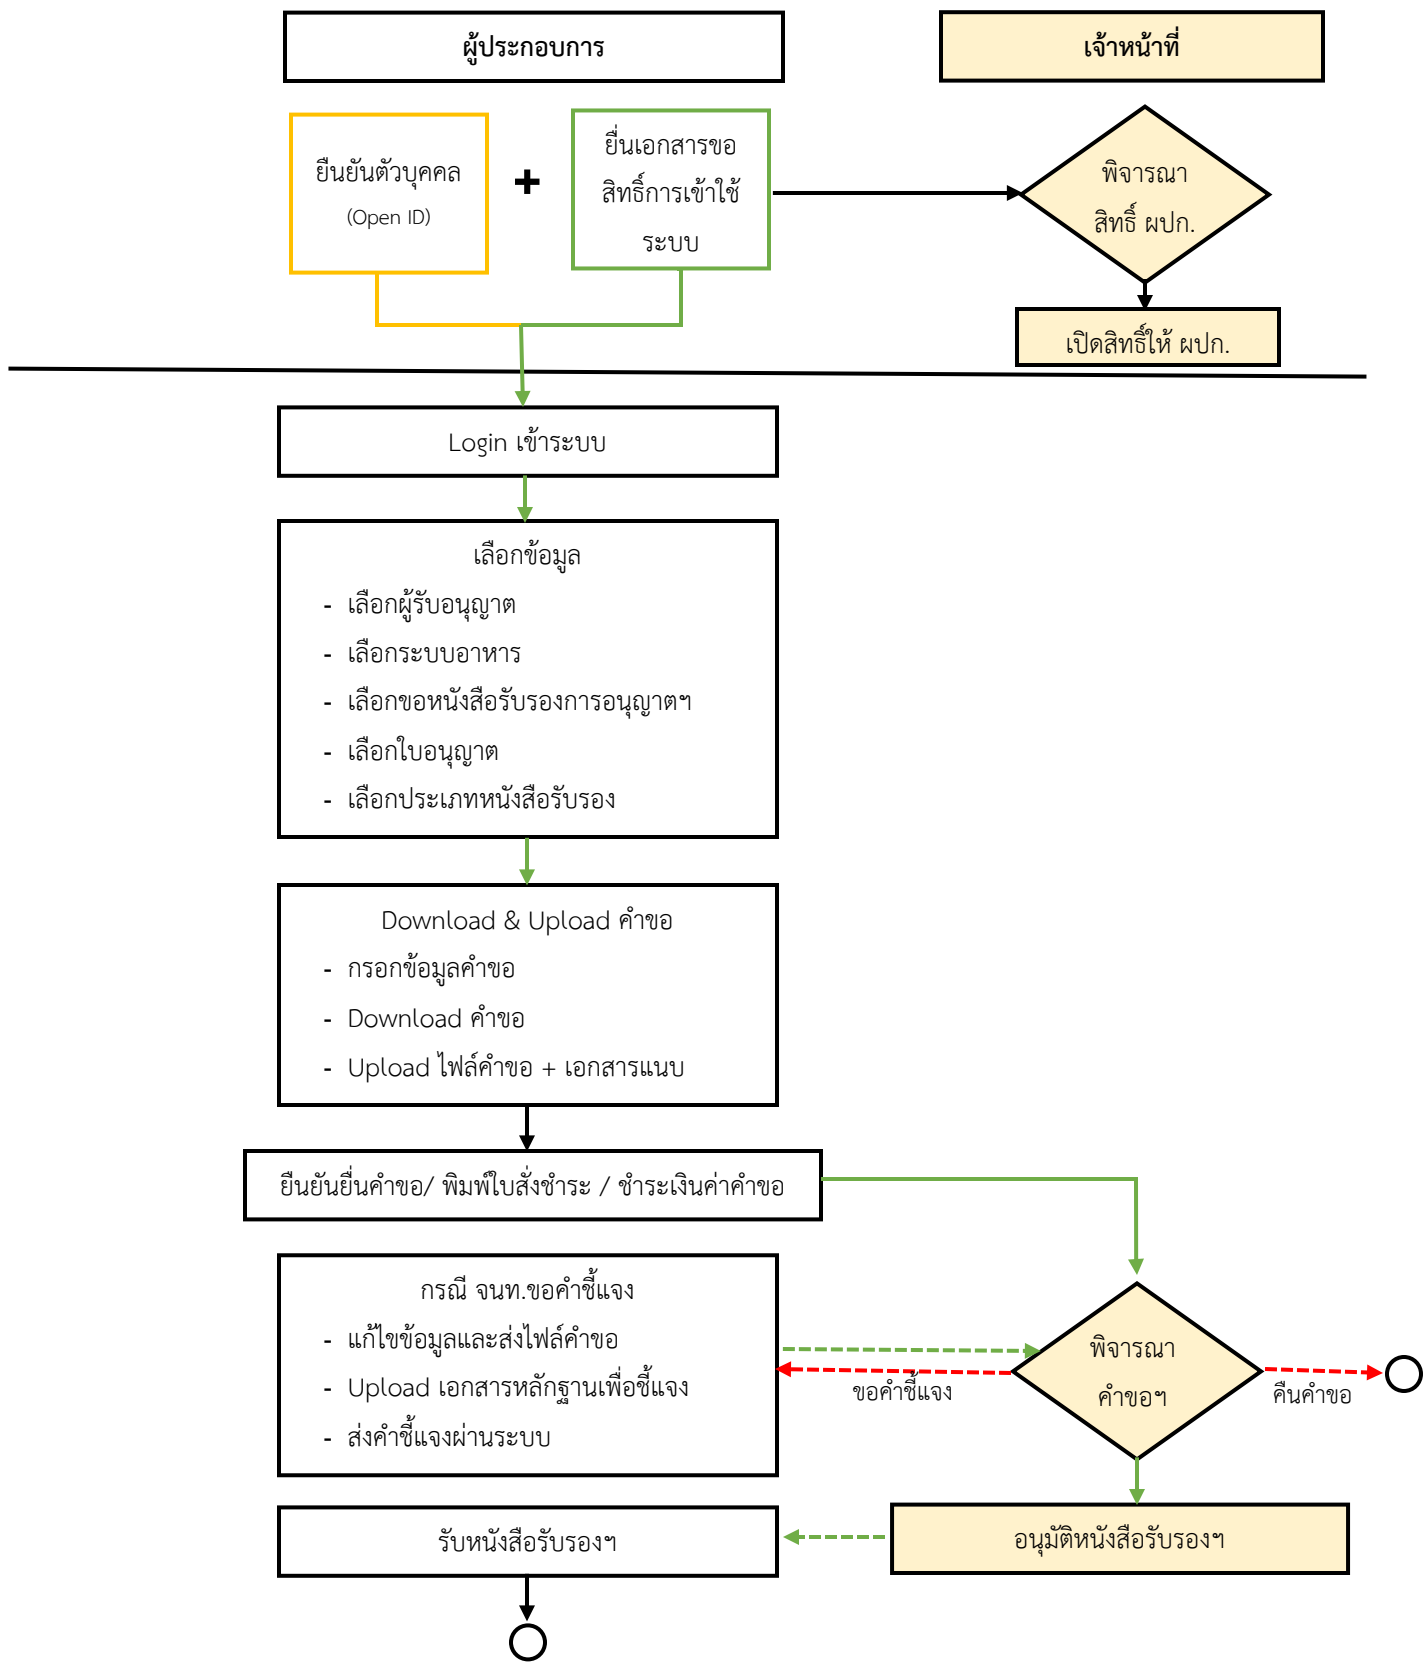 ผู้ประกอบการ
เจ้าหน้าที่
ยืนยันตัวบุคคล
(Open ID)
+
ยื่นเอกสารขอ
สิทธิ์การเข้าใช้
ระบบ
พิจารณา
สิทธิ์ ผปก.
เปิดสิทธิ์ให้ ผปก.
Login เข้าระบบ
เลือกข้อมูล
- เลือกผู้รับอนุญาต
- เลือกระบบอาหาร
- เลือกขอหนังสือรับรองการอนุญาตฯ
- เลือกใบอนุญาต
- เลือกประเภทหนังสือรับรอง
Download & Upload คำขอ
- กรอกข้อมูลคำขอ
- Download คำขอ
- Upload ไฟล์คำขอ + เอกสารแนบ
ยืนยันยื่นคำขอ/ พิมพ์ใบสั่งชำระ / ชำระเงินค่าคำขอ
กรณี จนท.ขอคำชี้แจง
- แก้ไขข้อมูลและส่งไฟล์คำขอ
- Upload เอกสารหลักฐานเพื่อชี้แจง
- ส่งคำชี้แจงผ่านระบบ
ขอคำชี้แจง
พิจารณา
คำขอฯ
คืนคำขอ
รับหนังสือรับรองฯ
อนุมัติหนังสือรับรองฯ